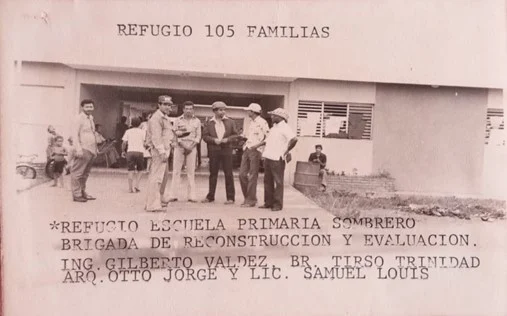 REFUGIO 105 FAMILIAS
*REFUGIO ESCUELA PRIMARIA SOMBRERO
BRIGADA DE RECONSTRUCCION Y EVALUACION.
ING. GILBERTO VALDEZ BR. TIRSO TRINIDAD
ARQ. OTTO JORGE Y LIC. SAMUEL LOUIS